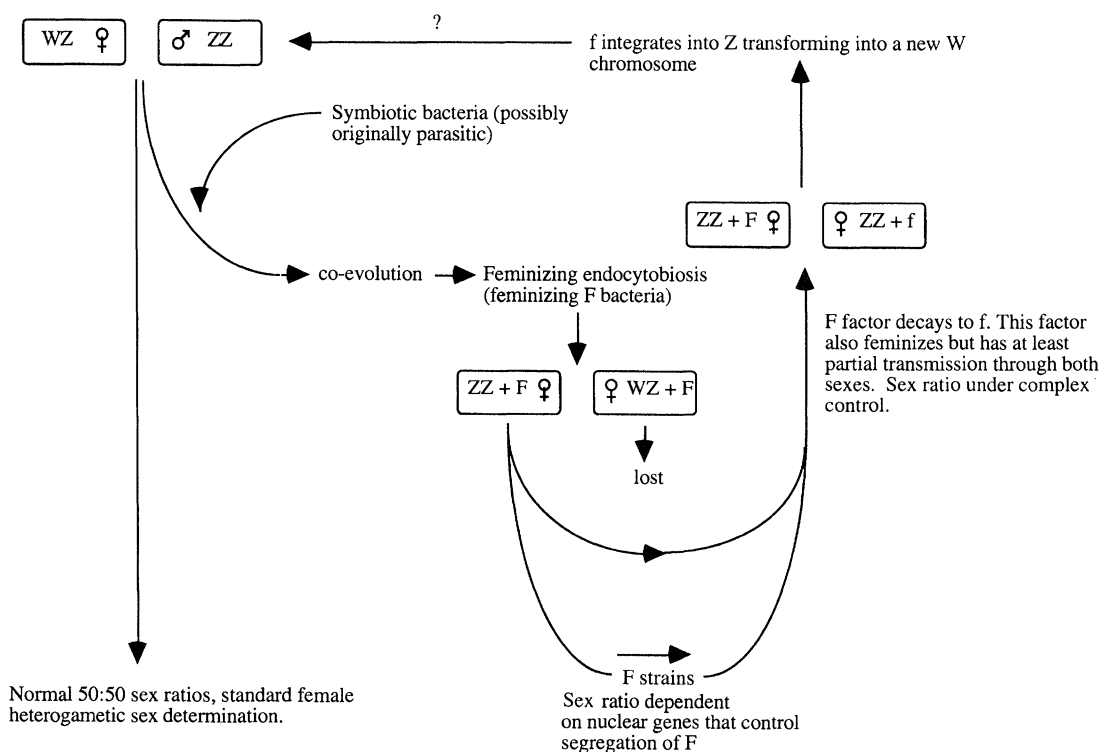 ?
WZ ♀ ♂ ZZ
f integrates into Z transforming into a new W
chromosome
Symbiotic bacteria (possibly
originally parasitic)
ZZ + F ♀ ♀ ZZ + f
co-evolution
Feminizing endocytobiosis
(feminizing F bacteria)
F factor decays to f. This factor
also feminizes but has at least
partial transmission through both
sexes. Sex ratio under complex
control.
ZZ + F ♀ ♀ WZ + F
lost
F strains
Sex ratio dependent
on nuclear genes that control
segregation of F
Normal 50:50 sex ratios, standard female
heterogametic sex determination.